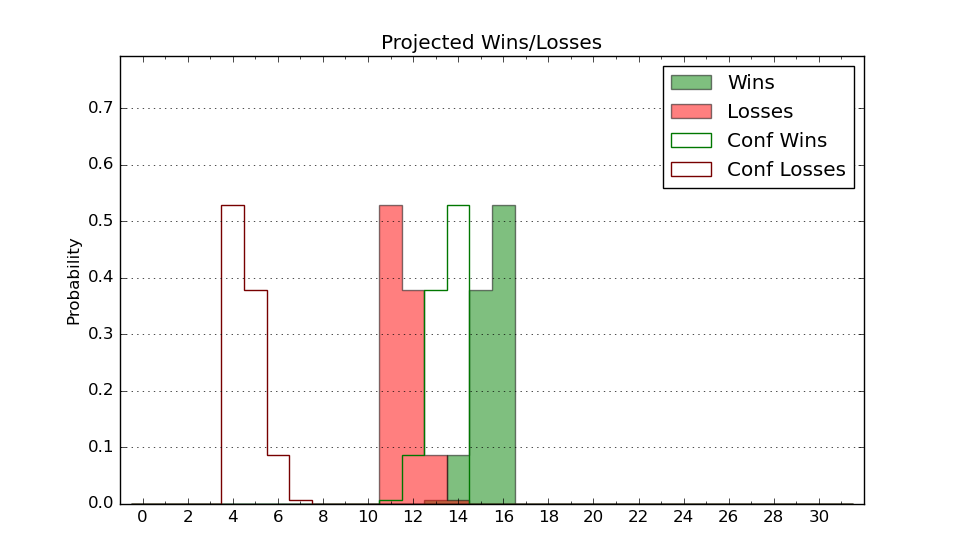 Projected Wins/Losses
Wins
Losses
Conf Wins
Conf Losses
Probability
0.7
0.6
0.5
0.4
0.3
0.2
0.1
0.0
0 2 4 6 8 10 12 14 16 18 20 22 24 26 28 30